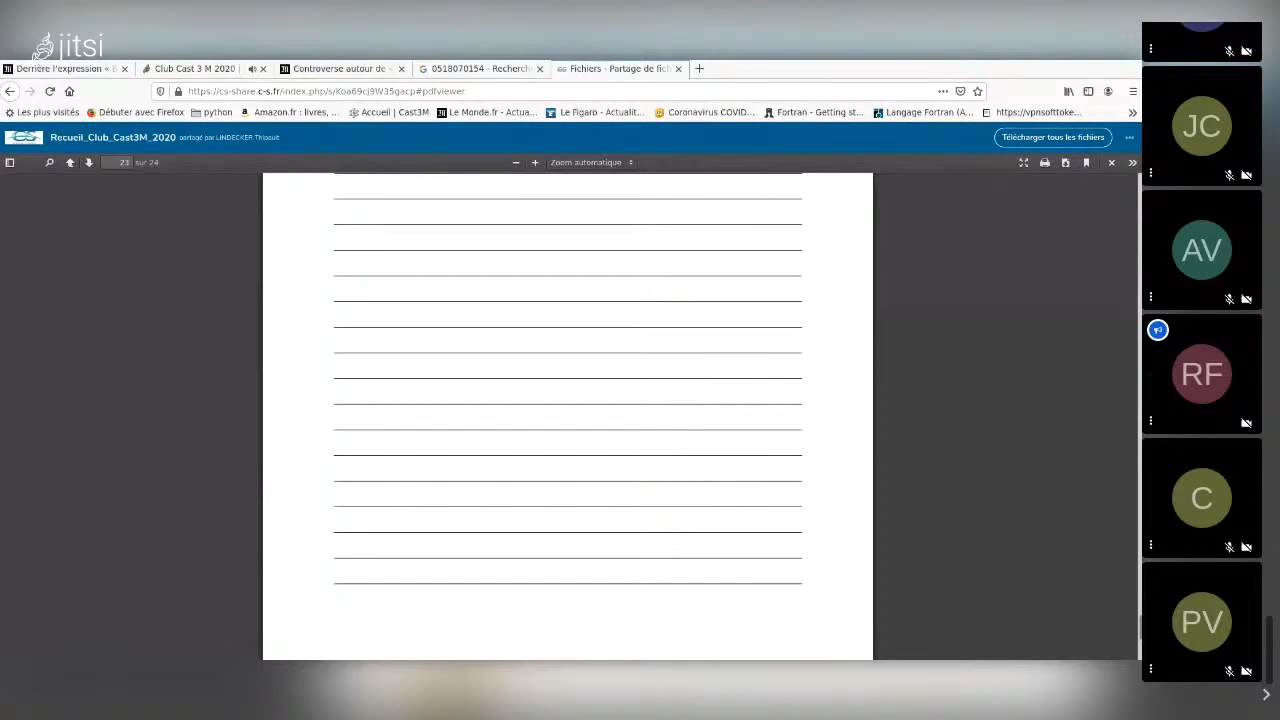 jitsi
Derrière l'expression « B
Club Cast 3 M 2020
Controverse autour de «
0518070154 - Recherch
Fichiers - Partage de fich
https://cs-share.c-s.fr/index.php/s/Koa69cJ9W35gacp#pdfviewer
Les plus visités
Débuter avec Firefox
python
Amazon.fr : livres, ...
Accueil | Cast3M
Le Monde.fr - Actua...
Le Figaro - Actualit...
Coronavirus COVID...
Fortran - Getting st...
Langage Fortran (A...
https://vpnsofttoke...
Recueil_Club_Cast3M_2020 partagé par LINDECKER Thibault
Télécharger tous les fichiers
23 sur 24
Zoom automatique
JC
AV
RF
C
PV